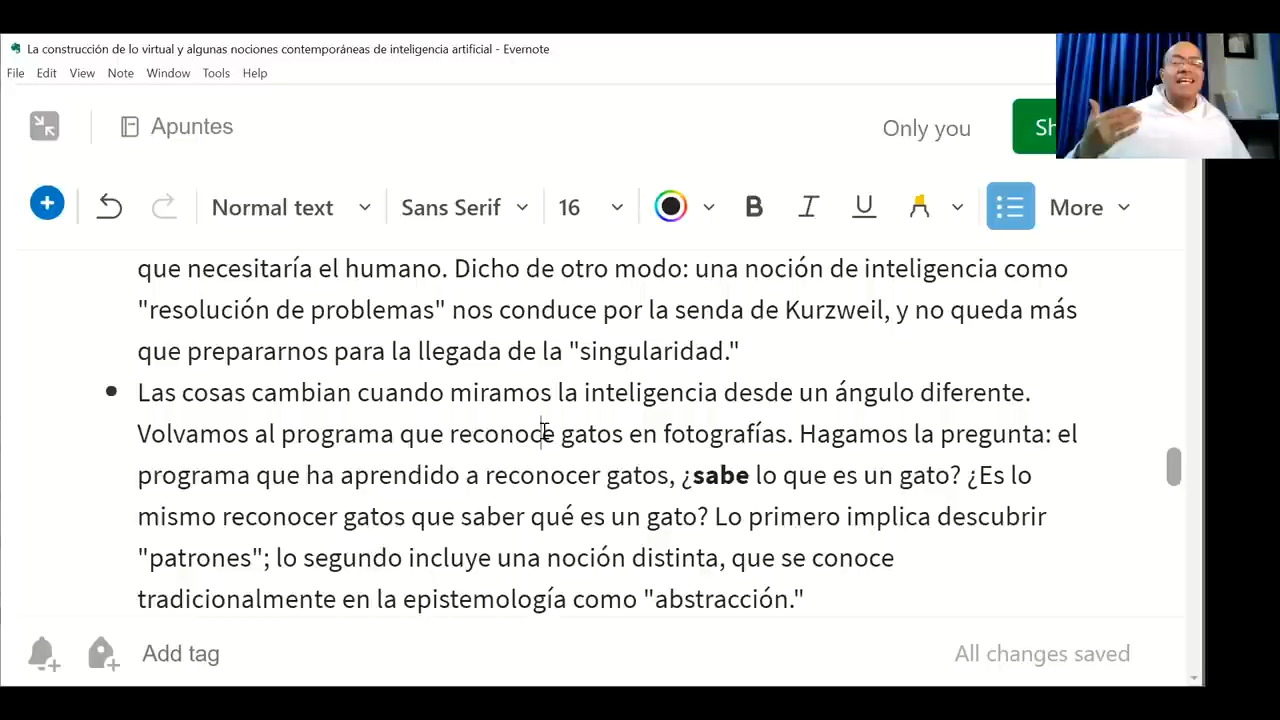 La construcción de lo virtual y algunas nociones contemporáneas de inteligencia artificial - Evernote
File Edit View Note Window Tools Help
Apuntes
Only you
Sh
Normal text
Sans Serif
16
B I U
More
que necesitaría el humano. Dicho de otro modo: una noción de inteligencia como
"resolución de problemas" nos conduce por la senda de Kurzweil, y no queda más
que prepararnos para la llegada de la "singularidad."
Las cosas cambian cuando miramos la inteligencia desde un ángulo diferente.
Volvamos al programa que reconoce gatos en fotografías. Hagamos la pregunta: el
programa que ha aprendido a reconocer gatos, ¿sabe lo que es un gato? ¿Es lo
mismo reconocer gatos que saber qué es un gato? Lo primero implica descubrir
"patrones"; lo segundo incluye una noción distinta, que se conoce
tradicionalmente en la epistemología como "abstracción."
Add tag
All changes saved